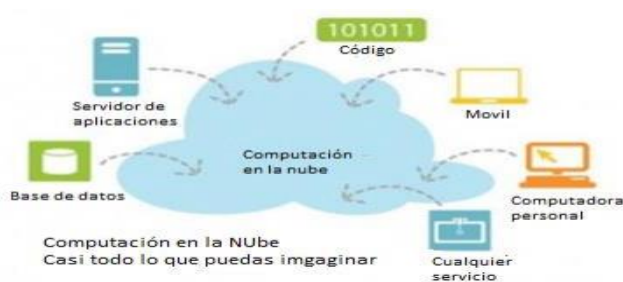 101011
Código
Servidor de
aplicaciones
Movil
Computación
en la nube
Base de datos
Computadora
personal
Computación en la NUbe
Casi todo lo que puedas imgaginar
Cualquier
servicio